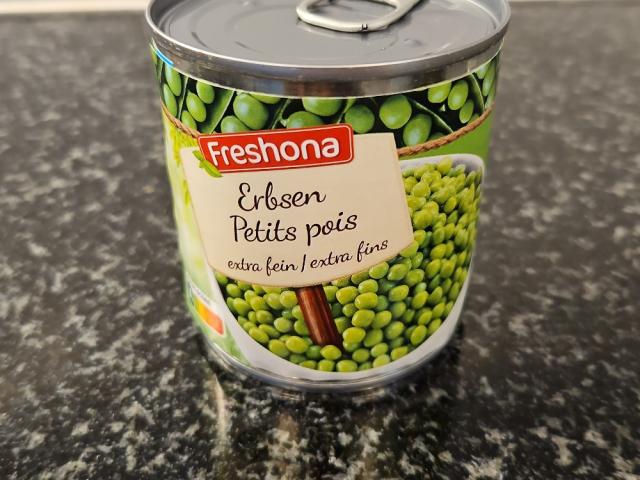 Freshona
Erbsen
Petits pois
extra fein / extra fins